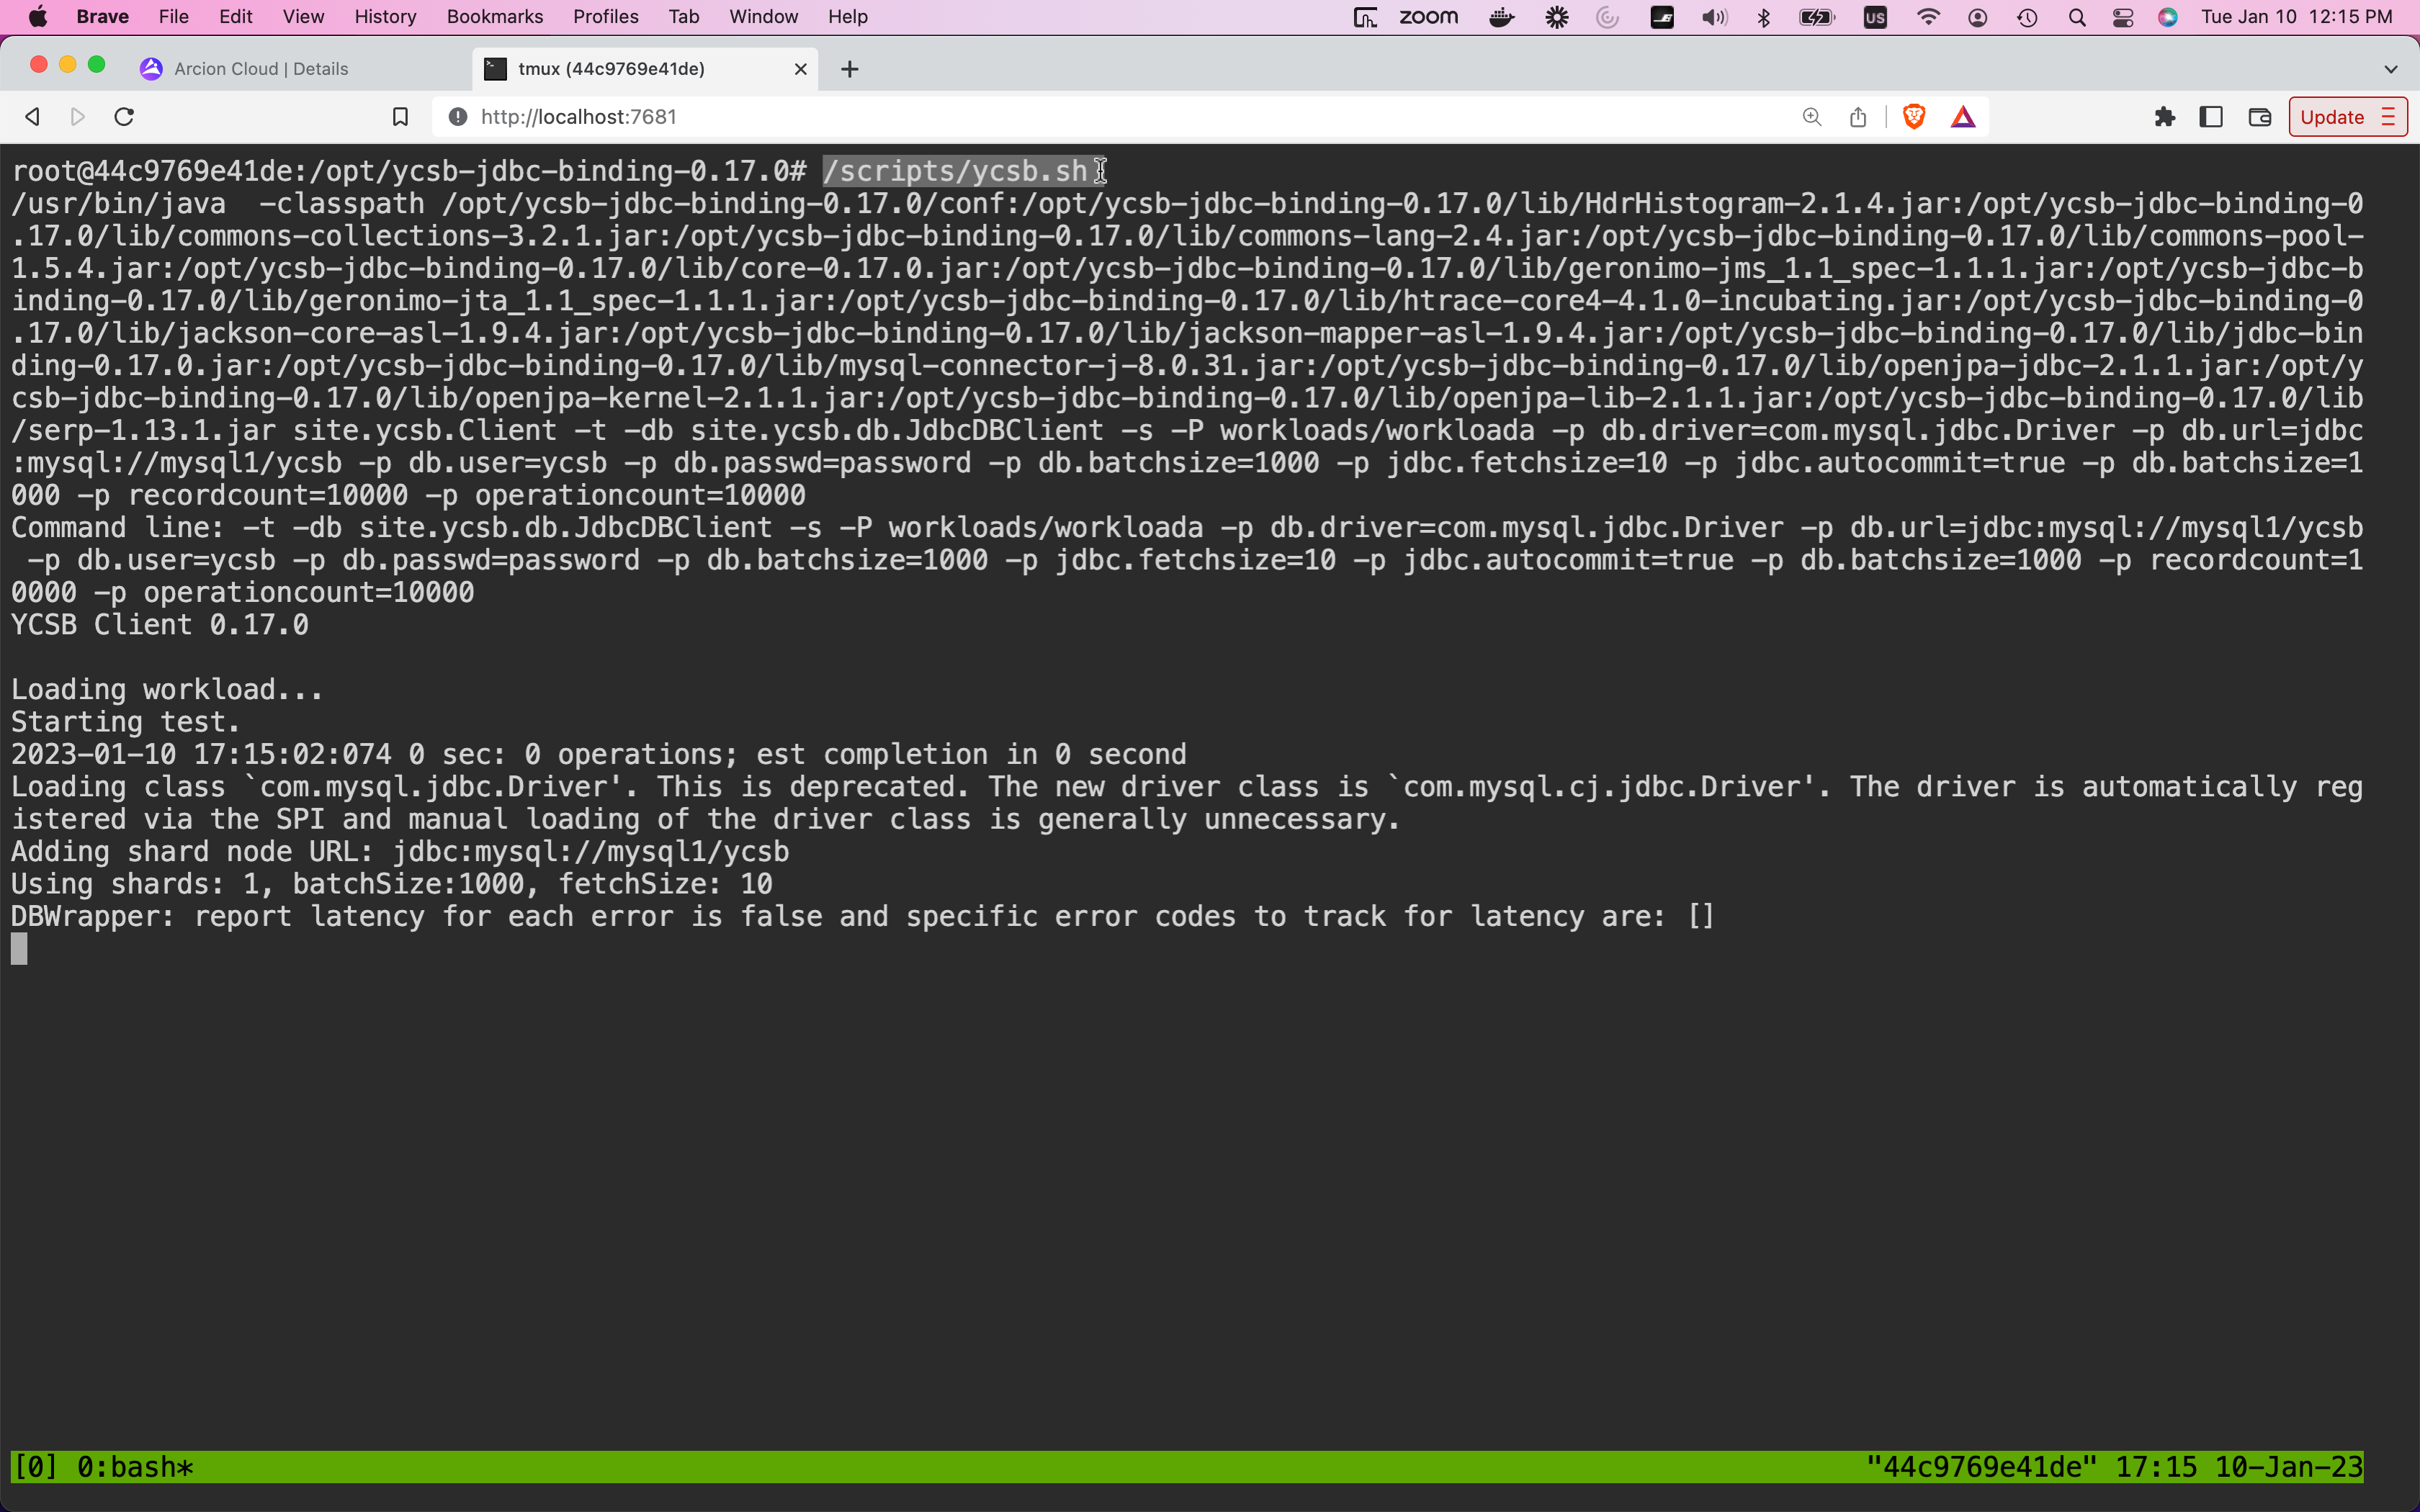 Brave File Edit View History Bookmarks Profiles Tab Window Help zoom US Tue Jan 10 12:15 PM
Arcion Cloud | Details tmux (44c9769e41de)
http://localhost:7681 Update
root@44c9769e41de:/opt/ycsb-jdbc-binding-0.17.0# /scripts/ycsb.sh
/usr/bin/java  -classpath /opt/ycsb-jdbc-binding-0.17.0/conf:/opt/ycsb-jdbc-binding-0.17.0/lib/HdrHistogram-2.1.4.jar:/opt/ycsb-jdbc-binding-0
.17.0/lib/commons-collections-3.2.1.jar:/opt/ycsb-jdbc-binding-0.17.0/lib/commons-lang-2.4.jar:/opt/ycsb-jdbc-binding-0.17.0/lib/commons-pool-
1.5.4.jar:/opt/ycsb-jdbc-binding-0.17.0/lib/core-0.17.0.jar:/opt/ycsb-jdbc-binding-0.17.0/lib/geronimo-jms_1.1_spec-1.1.1.jar:/opt/ycsb-jdbc-b
inding-0.17.0/lib/geronimo-jta_1.1_spec-1.1.1.jar:/opt/ycsb-jdbc-binding-0.17.0/lib/htrace-core4-4.1.0-incubating.jar:/opt/ycsb-jdbc-binding-0
.17.0/lib/jackson-core-asl-1.9.4.jar:/opt/ycsb-jdbc-binding-0.17.0/lib/jackson-mapper-asl-1.9.4.jar:/opt/ycsb-jdbc-binding-0.17.0/lib/jdbc-bin
ding-0.17.0.jar:/opt/ycsb-jdbc-binding-0.17.0/lib/mysql-connector-j-8.0.31.jar:/opt/ycsb-jdbc-binding-0.17.0/lib/openjpa-jdbc-2.1.1.jar:/opt/y
csb-jdbc-binding-0.17.0/lib/openjpa-kernel-2.1.1.jar:/opt/ycsb-jdbc-binding-0.17.0/lib/openjpa-lib-2.1.1.jar:/opt/ycsb-jdbc-binding-0.17.0/lib
/serp-1.13.1.jar site.ycsb.Client -t -db site.ycsb.db.JdbcDBClient -s -P workloads/workloada -p db.driver=com.mysql.jdbc.Driver -p db.url=jdbc
:mysql://mysql1/ycsb -p db.user=ycsb -p db.passwd=password -p db.batchsize=1000 -p jdbc.fetchsize=10 -p jdbc.autocommit=true -p db.batchsize=1
000 -p recordcount=10000 -p operationcount=10000
Command line: -t -db site.ycsb.db.JdbcDBClient -s -P workloads/workloada -p db.driver=com.mysql.jdbc.Driver -p db.url=jdbc:mysql://mysql1/ycsb
 -p db.user=ycsb -p db.passwd=password -p db.batchsize=1000 -p jdbc.fetchsize=10 -p jdbc.autocommit=true -p db.batchsize=1000 -p recordcount=1
0000 -p operationcount=10000
YCSB Client 0.17.0
Loading workload...
Starting test.
2023-01-10 17:15:02:074 0 sec: 0 operations; est completion in 0 second
Loading class `com.mysql.jdbc.Driver'. This is deprecated. The new driver class is `com.mysql.cj.jdbc.Driver'. The driver is automatically reg
istered via the SPI and manual loading of the driver class is generally unnecessary.
Adding shard node URL: jdbc:mysql://mysql1/ycsb
Using shards: 1, batchSize:1000, fetchSize: 10
DBWrapper: report latency for each error is false and specific error codes to track for latency are: []
[0] 0:bash* "44c9769e41de" 17:15 10-Jan-23